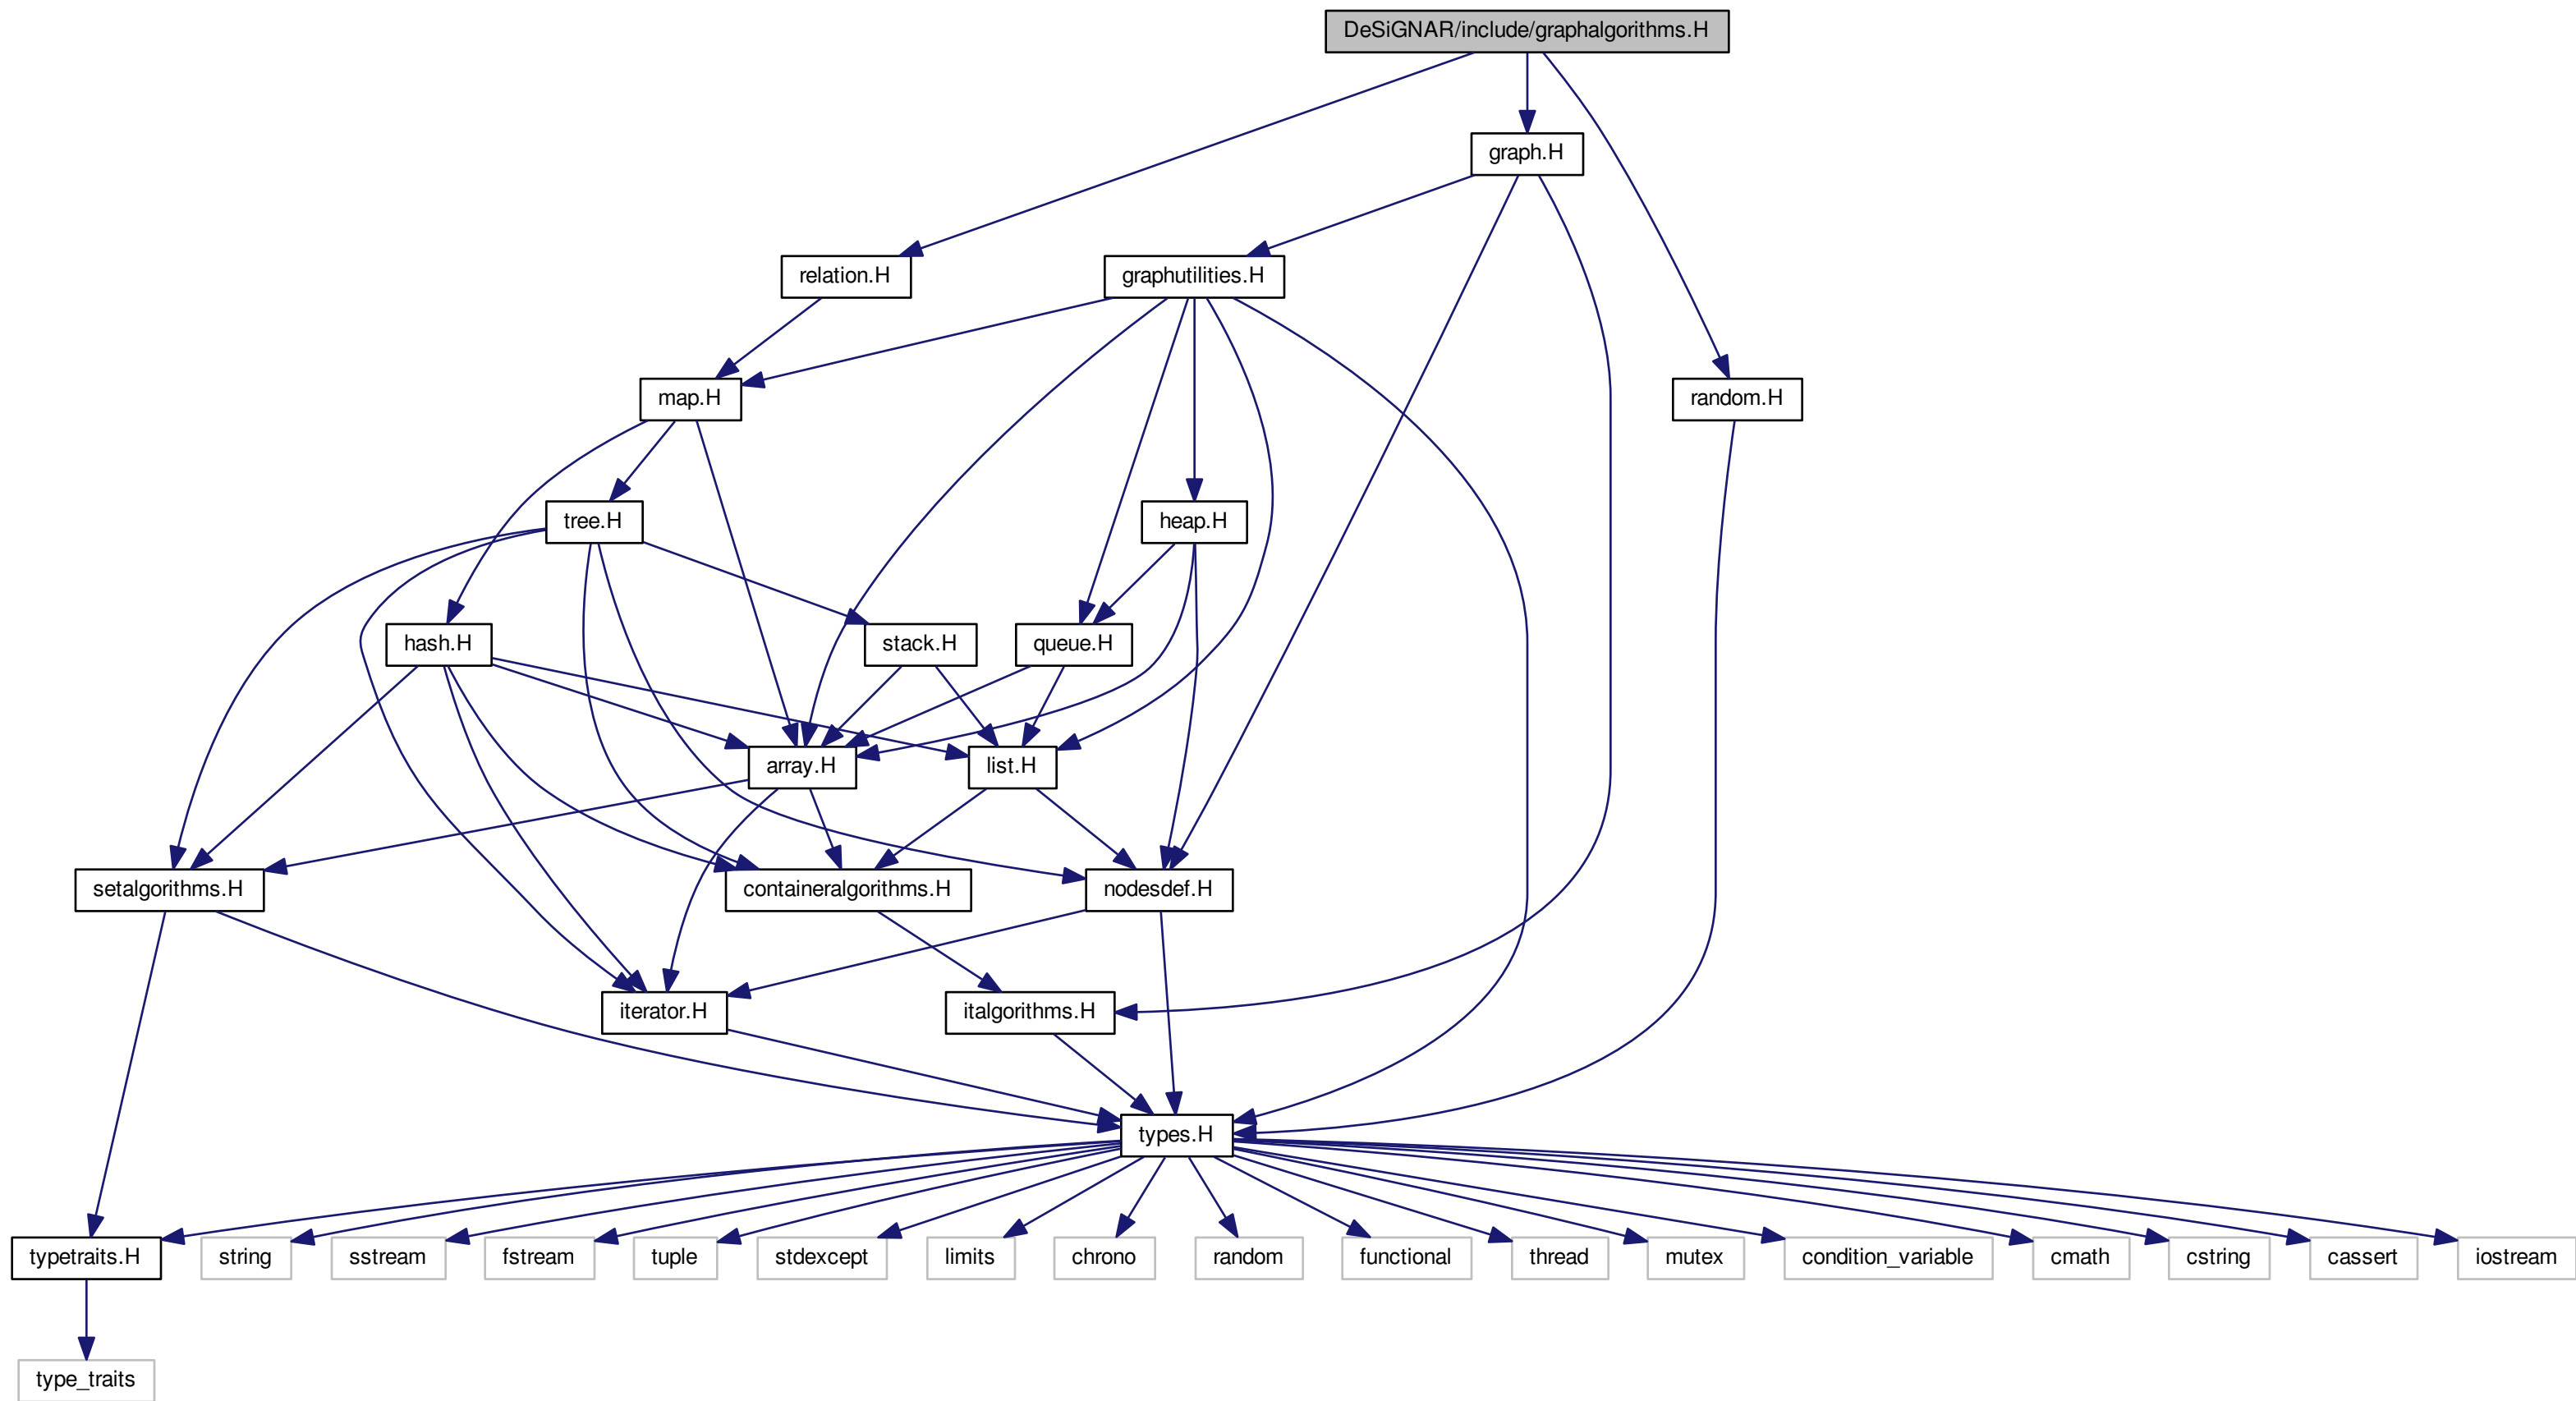 DeSiGNAR/include/graphalgorithms.H
graph.H
relation.H
graphutilities.H
map.H
random.H
tree.H
heap.H
hash.H
stack.H
queue.H
array.H
list.H
setalgorithms.H
containeralgorithms.H
nodesdef.H
iterator.H
italgorithms.H
types.H
typetraits.H
string
sstream
fstream
tuple
stdexcept
limits
chrono
random
functional
thread
mutex
condition_variable
cmath
cstring
cassert
iostream
type_traits